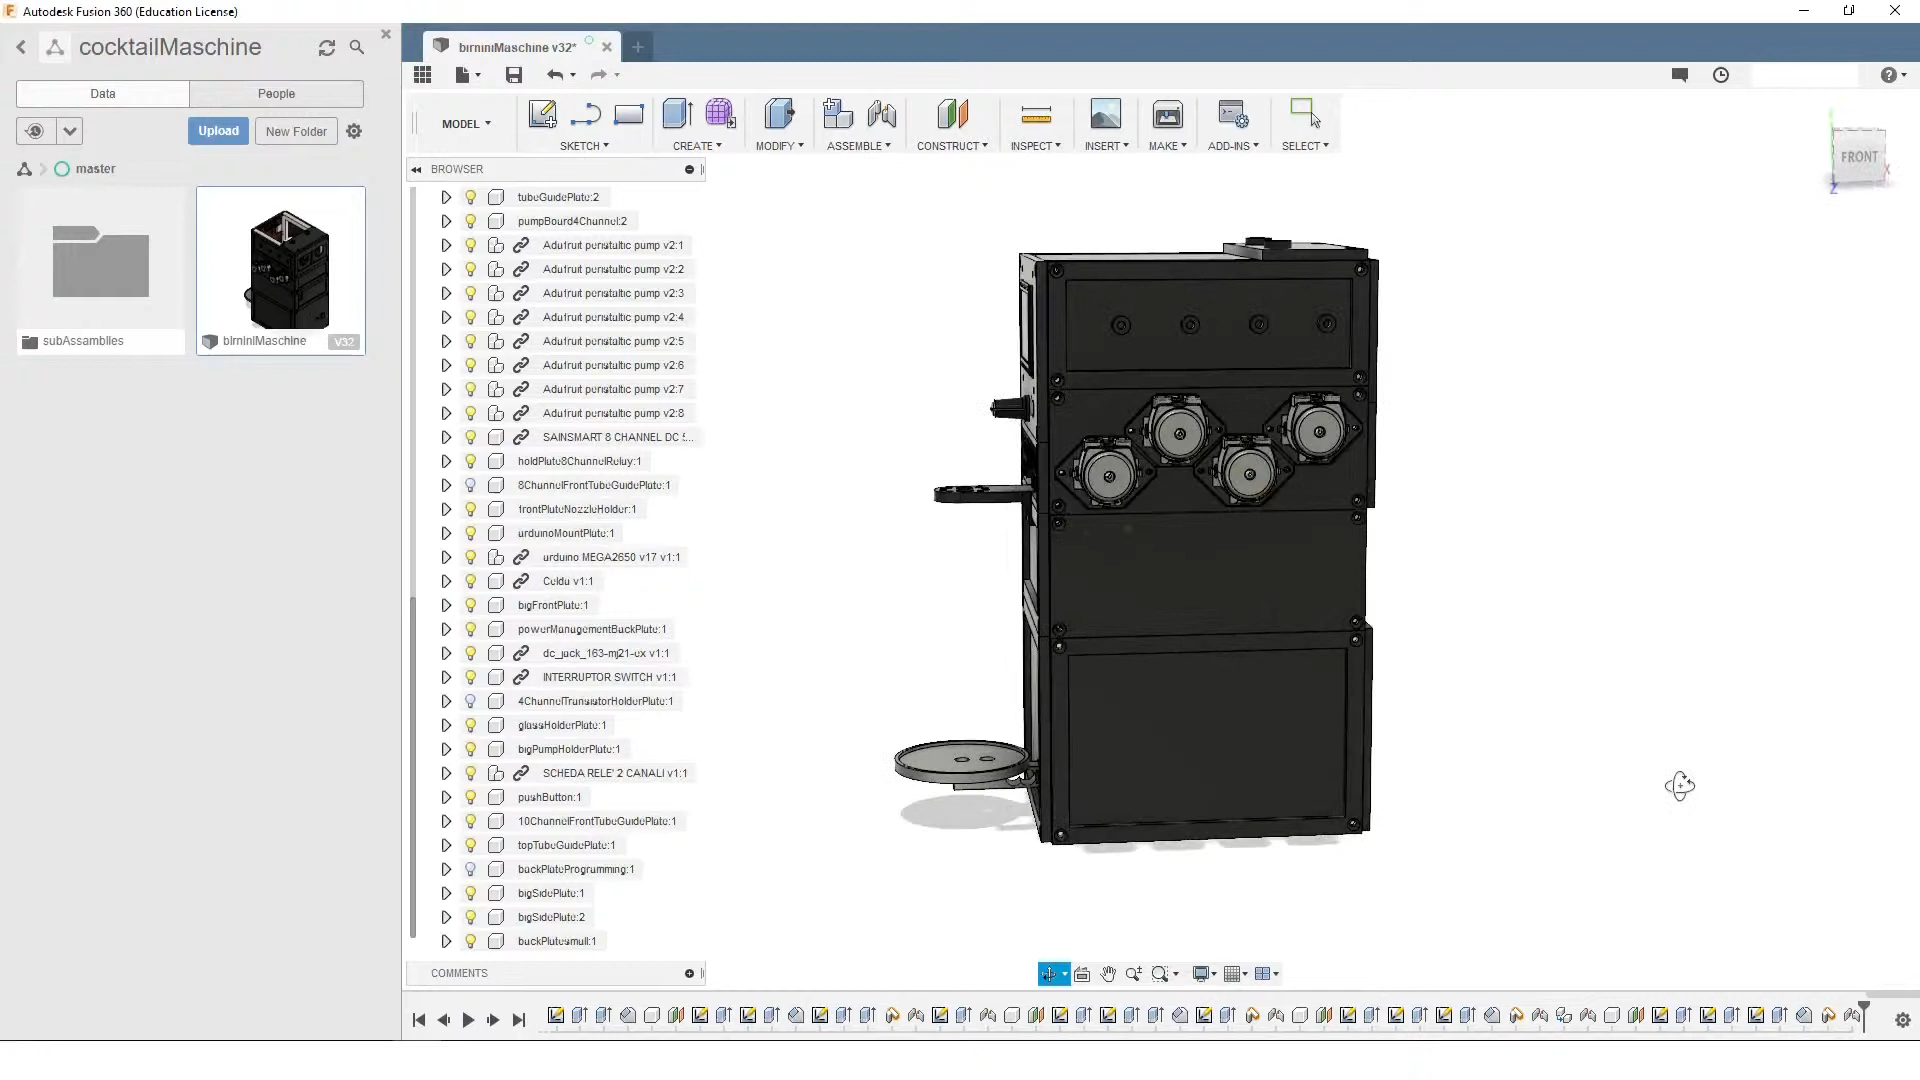 Autodesk Fusion 360 (Education License)
cocktailMaschine
Data
People
Upload
New Folder
master
subAssamblies
birniniMaschine
V32
birniniMaschine v32*
MODEL
SKETCH
CREATE
MODIFY
ASSEMBLE
CONSTRUCT
INSPECT
INSERT
MAKE
ADD-INS
SELECT
FRONT
Z
X
BROWSER
tubeGuidePlate:2
pumpBoard4Channel:2
Adafruit peristaltic pump v2:1
Adafruit peristaltic pump v2:2
Adafruit peristaltic pump v2:3
Adafruit peristaltic pump v2:4
Adafruit peristaltic pump v2:5
Adafruit peristaltic pump v2:6
Adafruit peristaltic pump v2:7
Adafruit peristaltic pump v2:8
SAINSMART 8 CHANNEL DC 5...
holdPlate8ChannelRelay:1
8ChannelFrontTubeGuidePlate:1
frontPlateNozzleHolder:1
arduinoMountPlate:1
arduino MEGA2650 v17 v1:1
Celda v1:1
bigFrontPlate:1
powerManagementBackPlate:1
dc_jack_163-mj21-ex v1:1
INTERRUPTOR SWITCH v1:1
4ChannelTransistorHolderPlate:1
glassHolderPlate:1
bigPumpHolderPlate:1
SCHEDA RELE' 2 CANALI v1:1
pushButton:1
10ChannelFrontTubeGuidePlate:1
topTubeGuidePlate:1
backPlateProgramming:1
bigSidePlate:1
bigSidePlate:2
backPlatesmall:1
COMMENTS